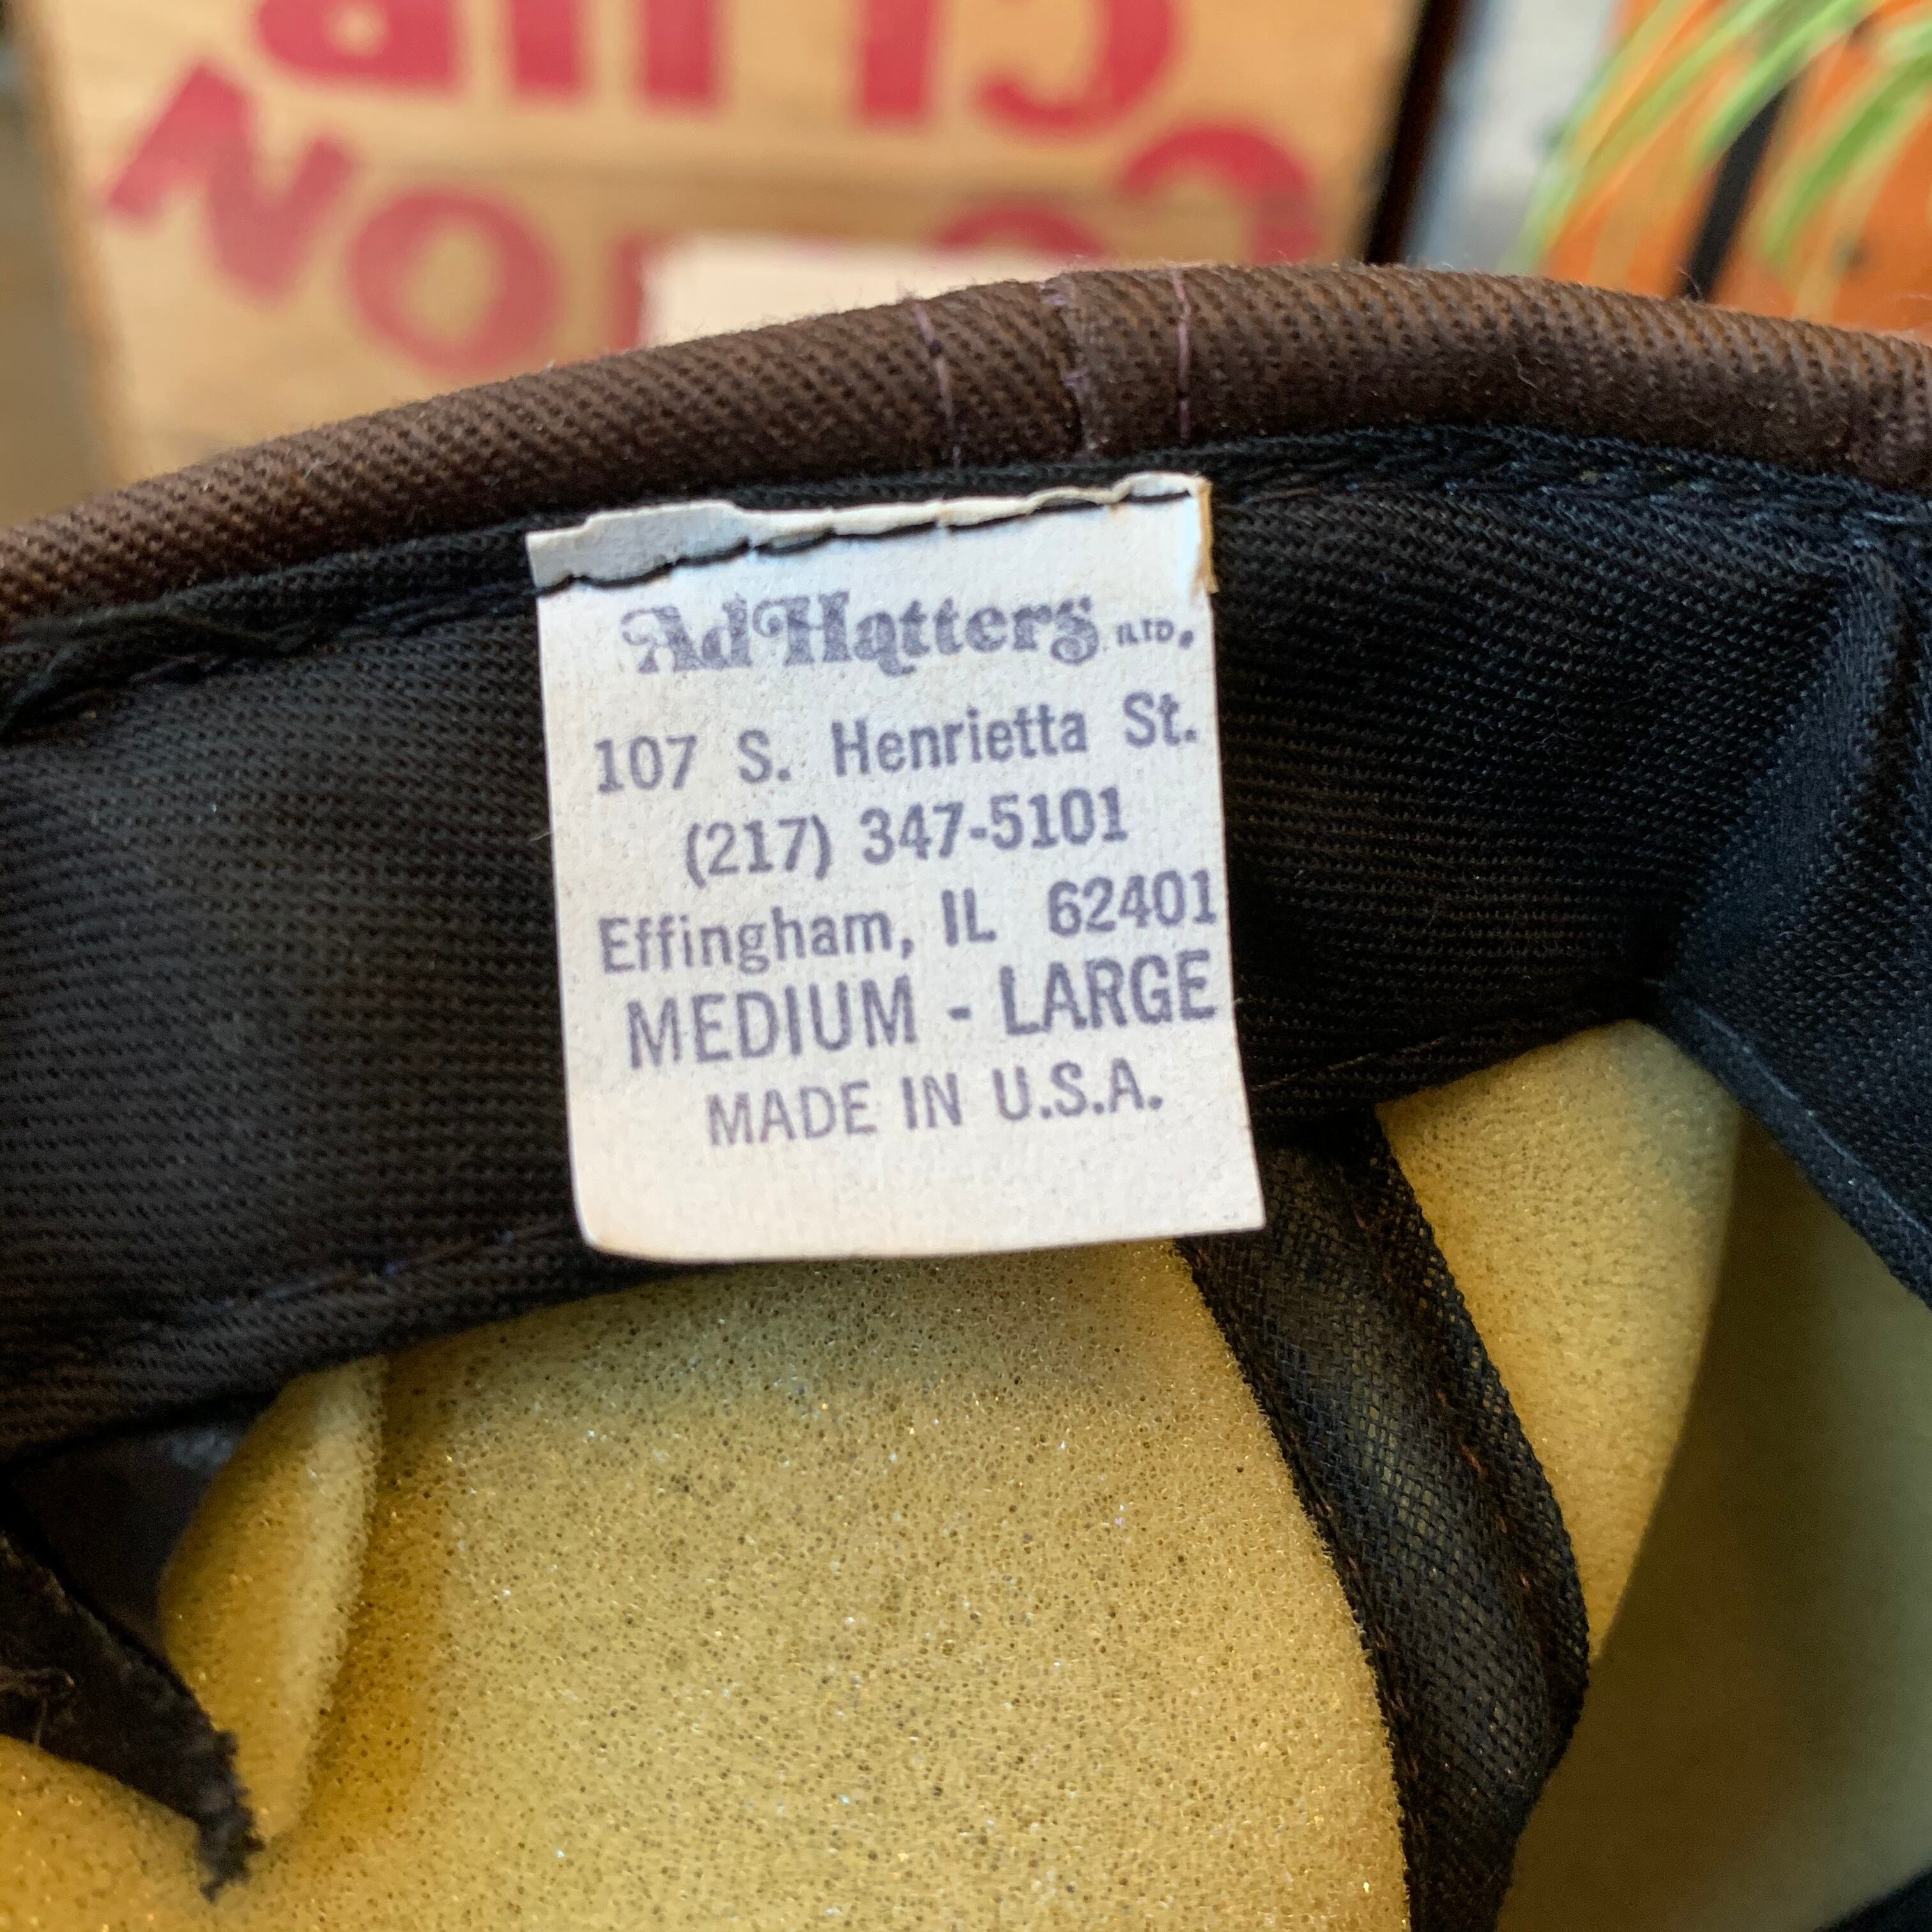 AdHatters LTD.
107 S. Henrietta St.
(217) 347-5101
Effingham, IL 62401
MEDIUM - LARGE
MADE IN U.S.A.